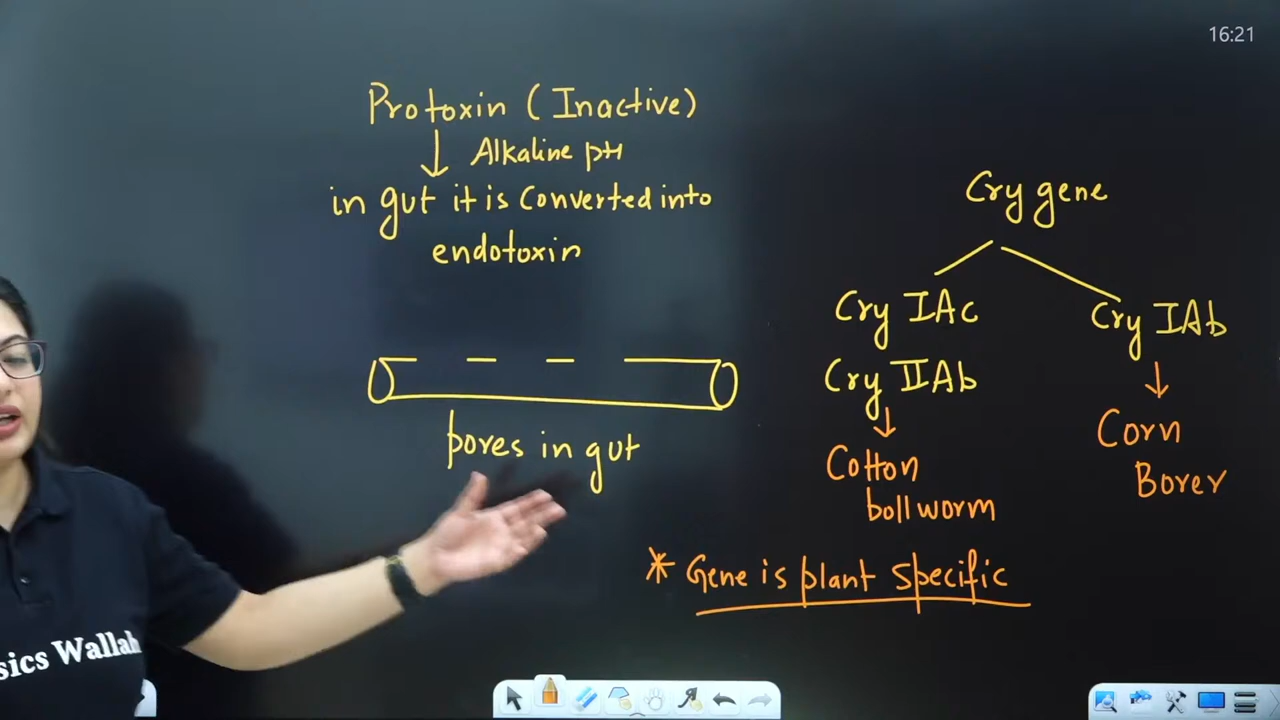 16:21
Protoxin (Inactive)
↓ Alkaline pH
in gut it is Converted into
endotoxin
pores in gut
Cry gene
Cry IAc
Cry IIAb
↓
Cotton
bollworm
Cry IAb
↓
Corn
Borer
* Gene is plant specific
sics Wallah